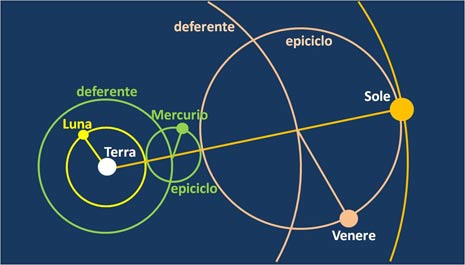 deferente
epiciclo
deferente
Sole
Luna
Mercurio
Terra
epiciclo
Venere